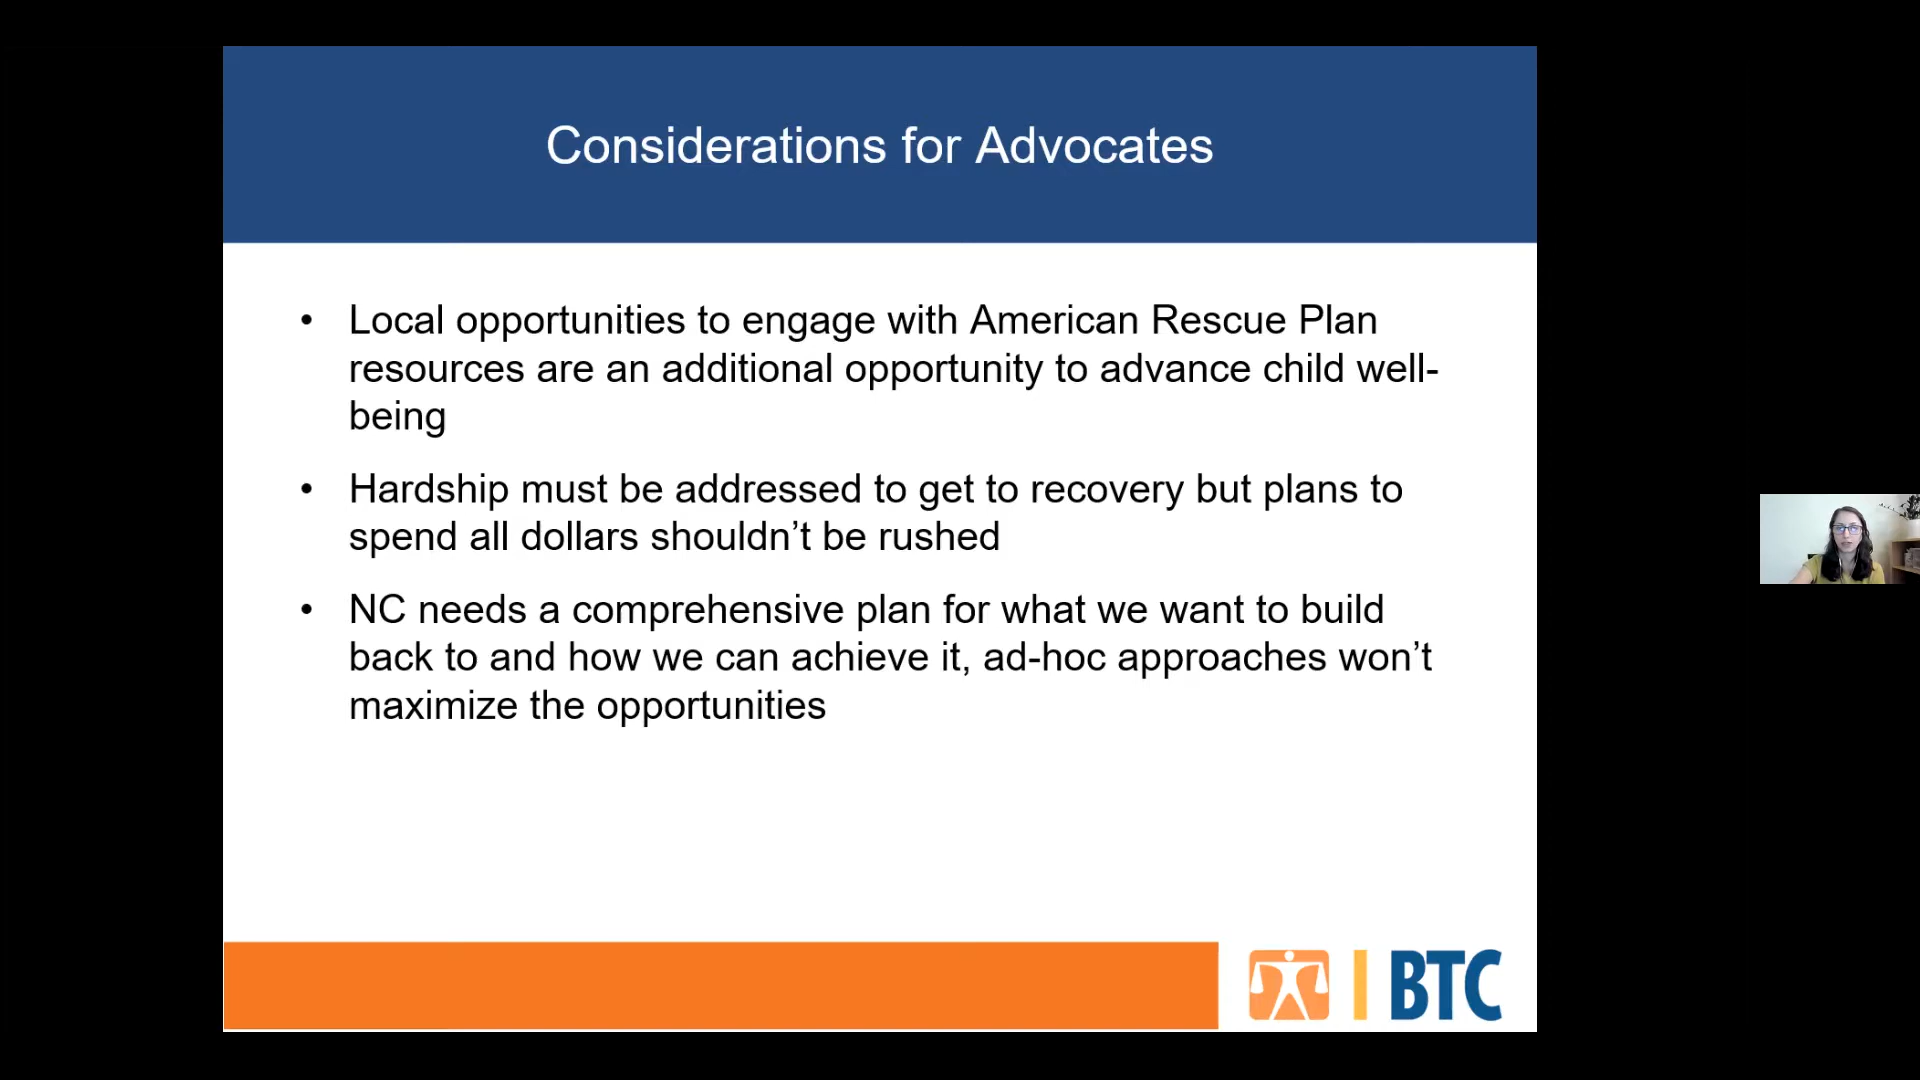 Considerations for Advocates
• Local opportunities to engage with American Rescue Plan
resources are an additional opportunity to advance child well-
being
• Hardship must be addressed to get to recovery but plans to
spend all dollars shouldn’t be rushed
• NC needs a comprehensive plan for what we want to build
back to and how we can achieve it, ad-hoc approaches won’t
maximize the opportunities
BTC